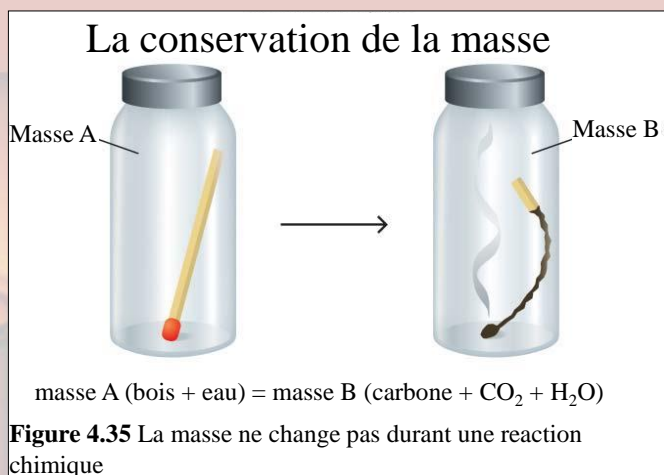 La conservation de la masse
Masse A
Masse B
masse A (bois + eau) = masse B (carbone + CO₂ + H₂O)
Figure 4.35 La masse ne change pas durant une reaction
chimique